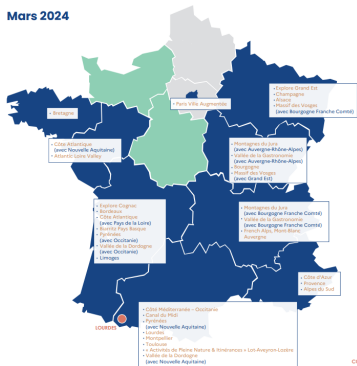 Mars 2024
• Explore Grand Est
• Champagne
• Alsace
• Massif des Vosges
(avec Bourgogne Franche Comté)
• Paris Ville Augmentée
• Bretagne
• Côte Atlantique
(avec Nouvelle Aquitaine)
• Atlantic Loire Valley
• Montagnes du Jura
(avec Auvergne-Rhône-Alpes)
• Vallée de la Gastronomie
(avec Auvergne-Rhône-Alpes)
• Bourgogne
• Massif des Vosges
(avec Grand Est)
• Explore Cognac
• Bordeaux
• Côte Atlantique
(avec Pays de la Loire)
• Biarritz Pays Basque
• Pyrénées
(avec Occitanie)
• Vallée de la Dordogne
(avec Occitanie)
• Limoges
• Montagnes du Jura
(avec Bourgogne Franche Comté)
• Vallée de la Gastronomie
(avec Bourgogne Franche Comté)
• French Alps, Mont-Blanc
Auvergne
• Côte d'Azur
• Provence
• Alpes du Sud
• Côté Méditerranée – Occitanie
• Canal du Midi
• Pyrénées
(avec Nouvelle Aquitaine)
• Lourdes
• Montpellier
• Toulouse
• « Activités de Pleine Nature & Itinérances » Lot-Aveyron-Lozère
• Vallée de la Dordogne
(avec Nouvelle Aquitaine)
LOURDES